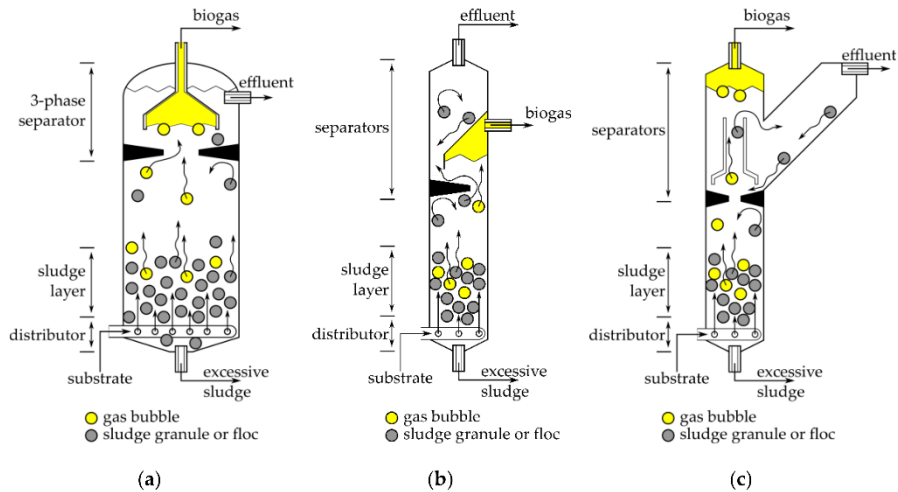 biogas
effluent
3-phase
separator
sludge
layer
distributor
substrate
excessive
sludge
gas bubble
sludge granule or floc
(a)
effluent
separators
biogas
sludge
layer
distributor
substrate
excessive
sludge
gas bubble
sludge granule or floc
(b)
biogas
effluent
separators
sludge
layer
distributor
substrate
excessive
sludge
gas bubble
sludge granule or floc
(c)